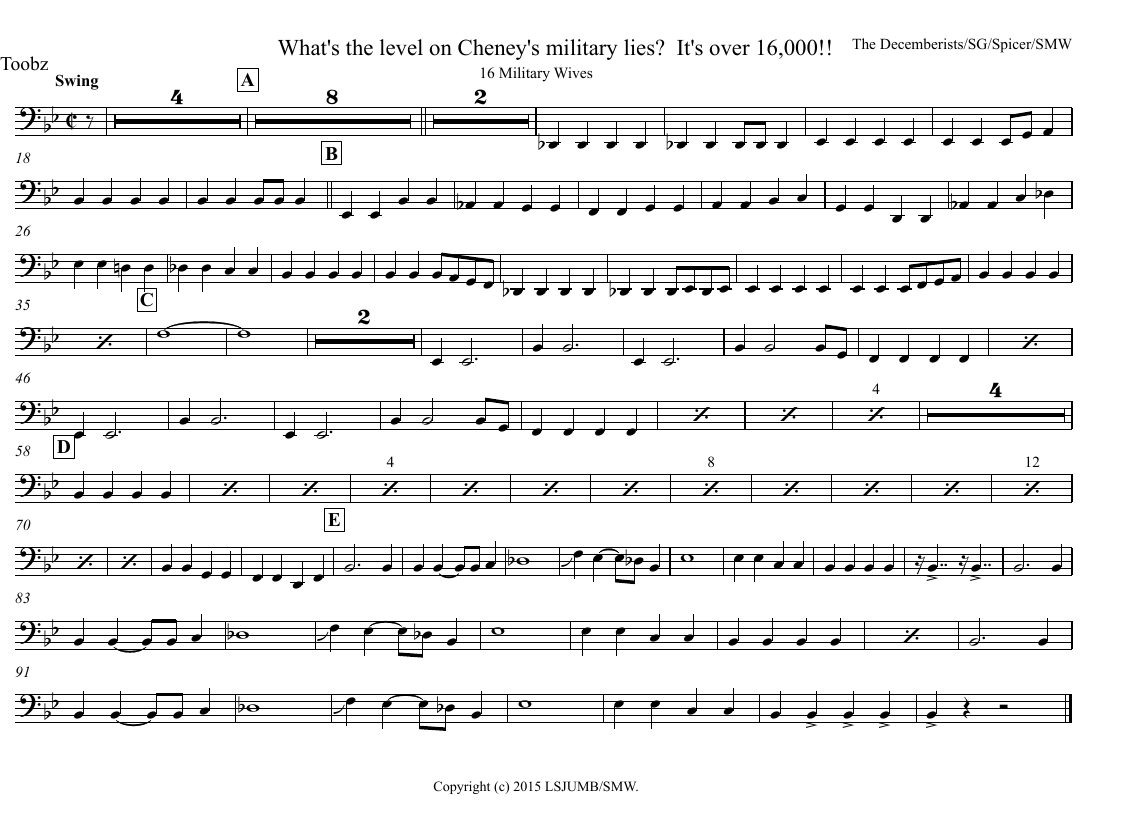 What's the level on Cheney's military lies?  It's over 16,000!!
The Decemberists/SG/Spicer/SMW
Toobz
16 Military Wives
Swing
A
4 8 2
18
B
26
35
C
2
46
4 4
58
D
4 8 12
70
E
83
91
Copyright (c) 2015 LSJUMB/SMW.